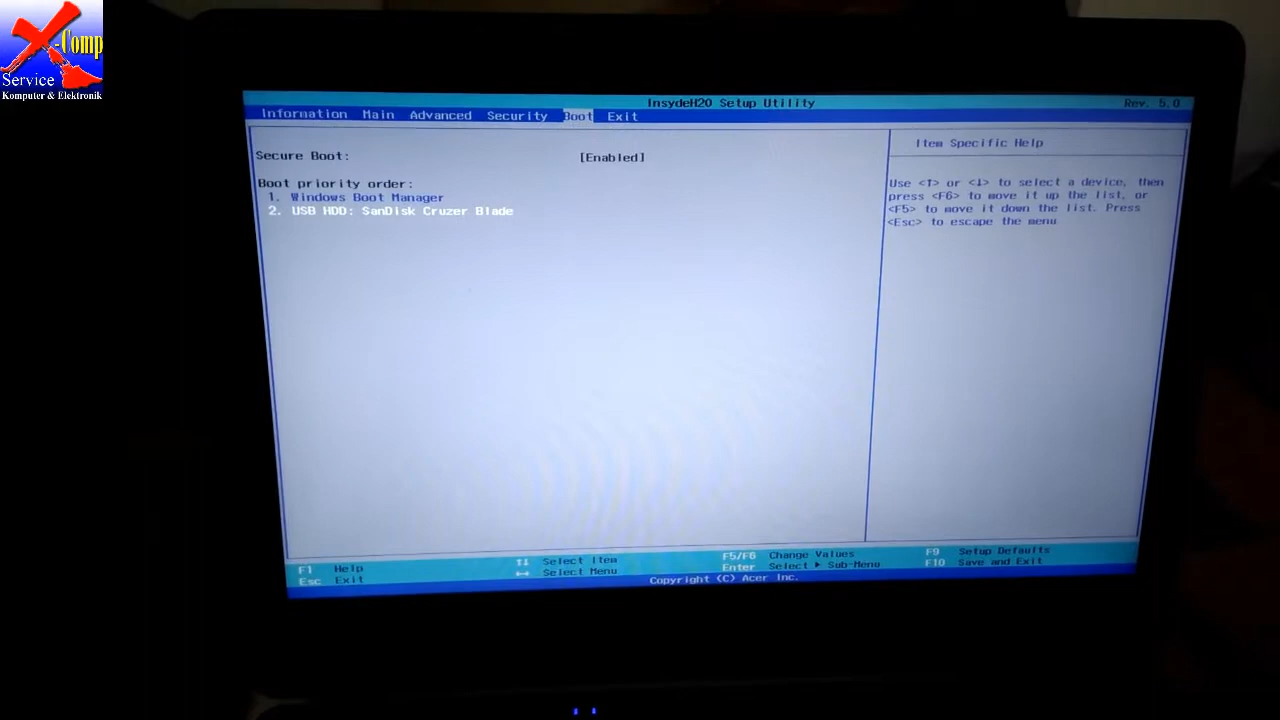 X-Comp
Service
Komputer & Elektronik
InsydeH2O Setup Utility
Rev. 5.0
Information Main Advanced Security Boot Exit
Secure Boot: [Enabled]
Boot priority order:
1. Windows Boot Manager
2. USB HDD: SanDisk Cruzer Blade
Item Specific Help
Use <↑> or <↓> to select a device, then
press <F6> to move it up the list, or
<F5> to move it down the list. Press
<Esc> to escape the menu
F1 Help ↑↓ Select Item F5/F6 Change Values F9 Setup Defaults
Esc Exit ↔ Select Menu Enter Select ▶ Sub-Menu F10 Save and Exit
Copyright (C) Acer Inc.